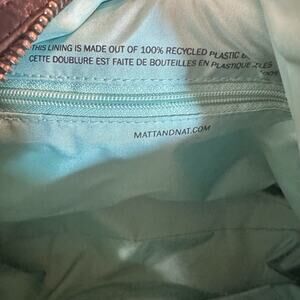 THIS LINING IS MADE OUT OF 100% RECYCLED PLASTIC
CETTE DOUBLURE EST FAITE DE BOUTEILLES EN PLASTIQUE
MATTANDNAT.COM